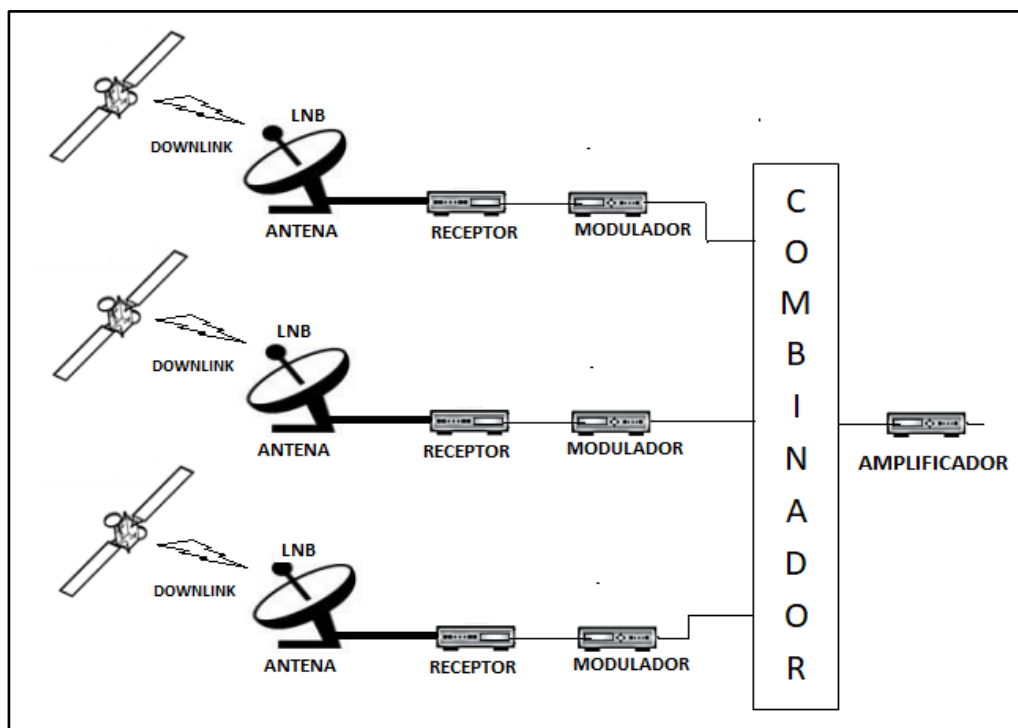 LNB
DOWNLINK
ANTENA
RECEPTOR
MODULADOR
LNB
DOWNLINK
ANTENA
RECEPTOR
MODULADOR
LNB
DOWNLINK
ANTENA
RECEPTOR
MODULADOR
C
O
M
B
I
N
A
D
O
R
AMPLIFICADOR